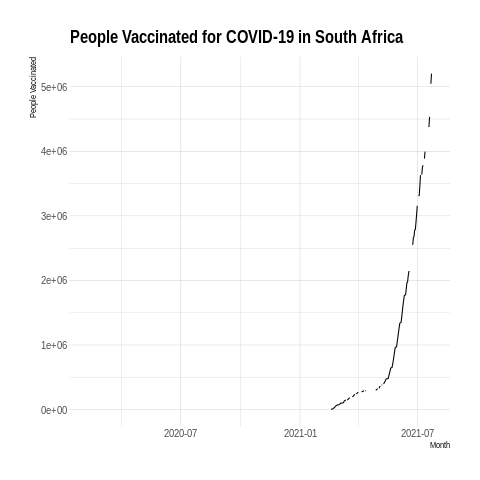 People Vaccinated for COVID-19 in South Africa
People Vaccinated
5e+06
4e+06
3e+06
2e+06
1e+06
0e+00
2020-07
2021-01
2021-07
Month